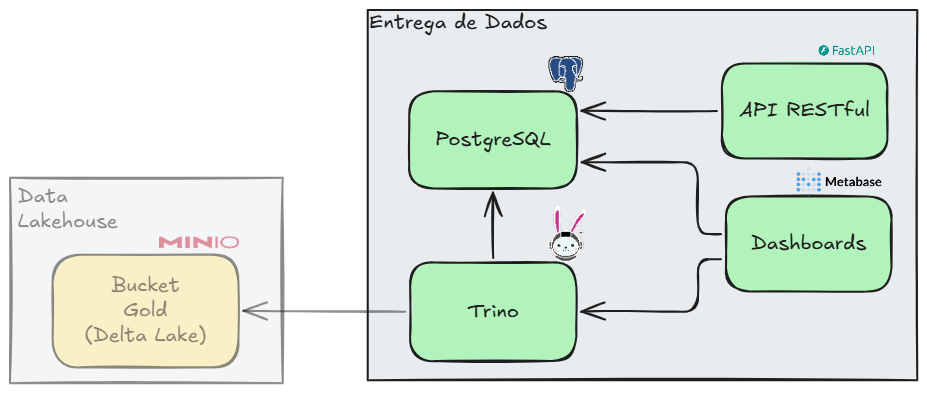 Entrega de Dados
FastAPI
API RESTful
PostgreSQL
Metabase
Dashboards
Data
Lakehouse
MINIO
Bucket
Gold
(Delta Lake)
Trino